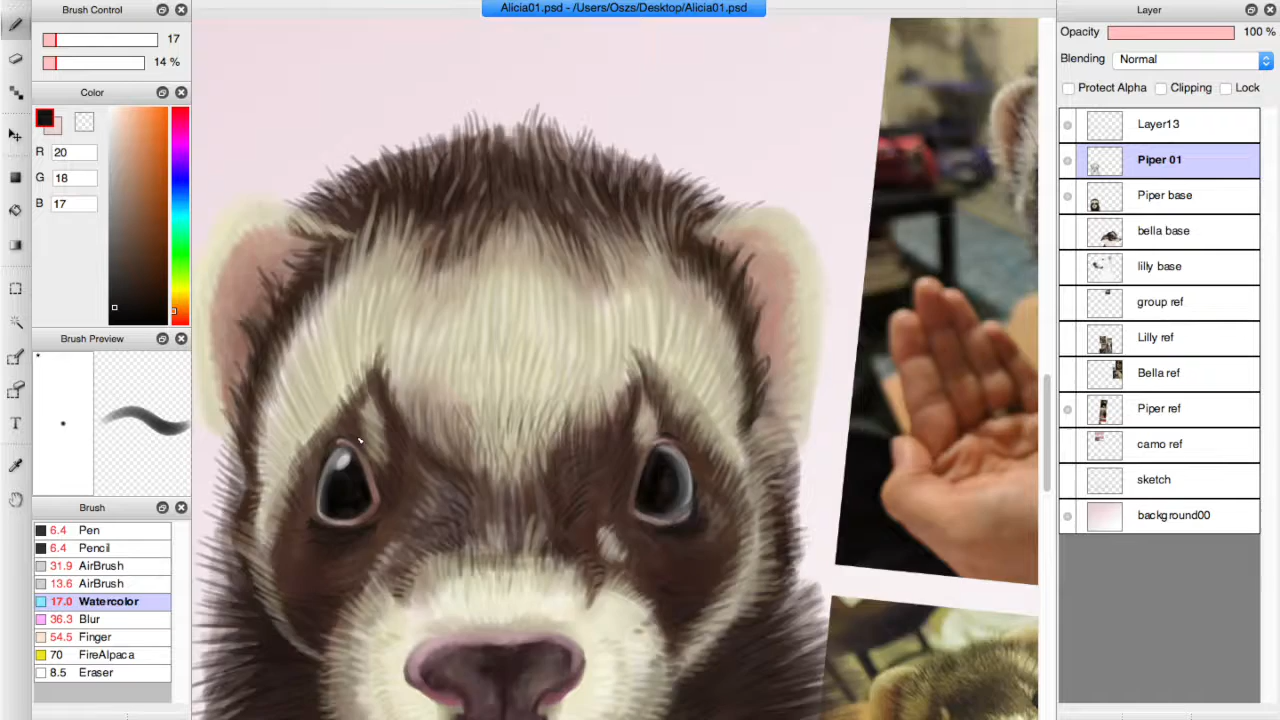 Brush Control
Alicia01.psd - /Users/Oszs/Desktop/Alicia01.psd
Layer
17
14 %
Color
R 20
G 18
B 17
Brush Preview
Brush
6.4 Pen
6.4 Pencil
31.9 AirBrush
13.6 AirBrush
17.0 Watercolor
36.3 Blur
54.5 Finger
70 FireAlpaca
8.5 Eraser
T
Opacity 100 %
Blending Normal
Protect Alpha Clipping Lock
Layer13
Piper 01
Piper base
bella base
lilly base
group ref
Lilly ref
Bella ref
Piper ref
camo ref
sketch
background00